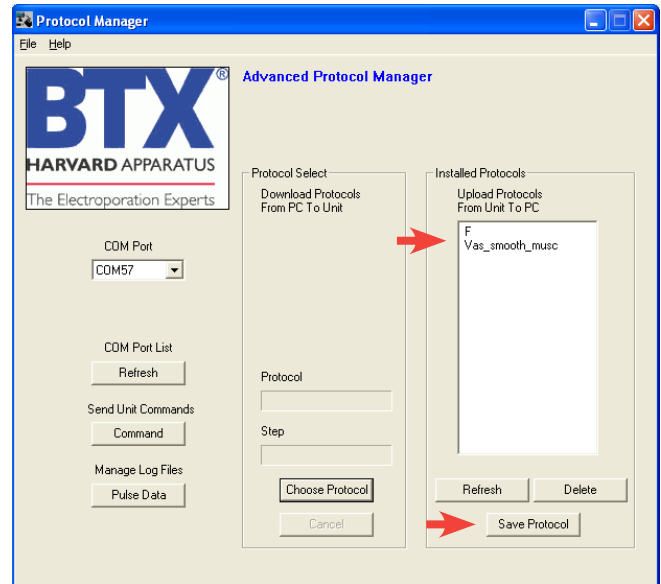 Protocol Manager
File Help
BTX®
HARVARD APPARATUS
The Electroporation Experts
Advanced Protocol Manager
COM Port
COM57
COM Port List
Refresh
Send Unit Commands
Command
Manage Log Files
Pulse Data
Protocol Select
Download Protocols
From PC To Unit
Protocol
Step
Choose Protocol
Cancel
Installed Protocols
Upload Protocols
From Unit To PC
F
Vas_smooth_musc
Refresh
Delete
Save Protocol